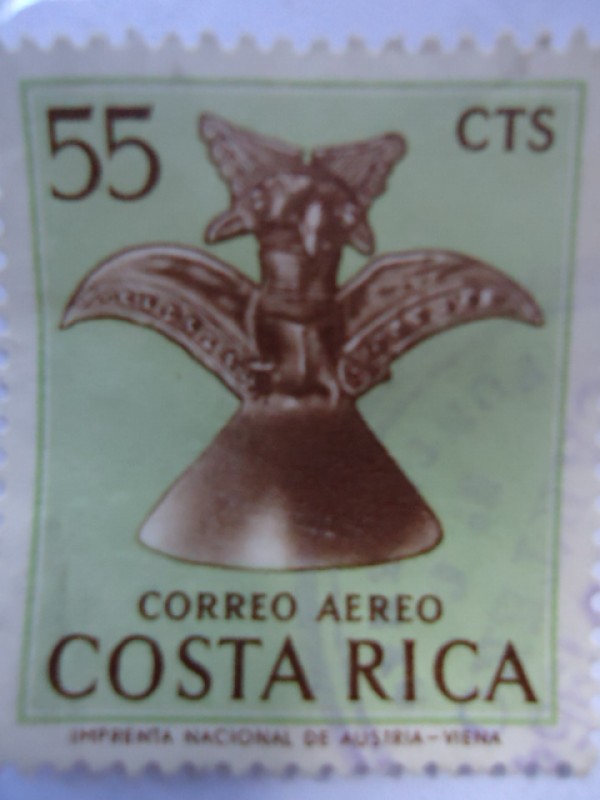 55 CTS
CORREO AEREO
COSTA RICA
IMPRENTA NACIONAL DE AUSTRIA-VIENA